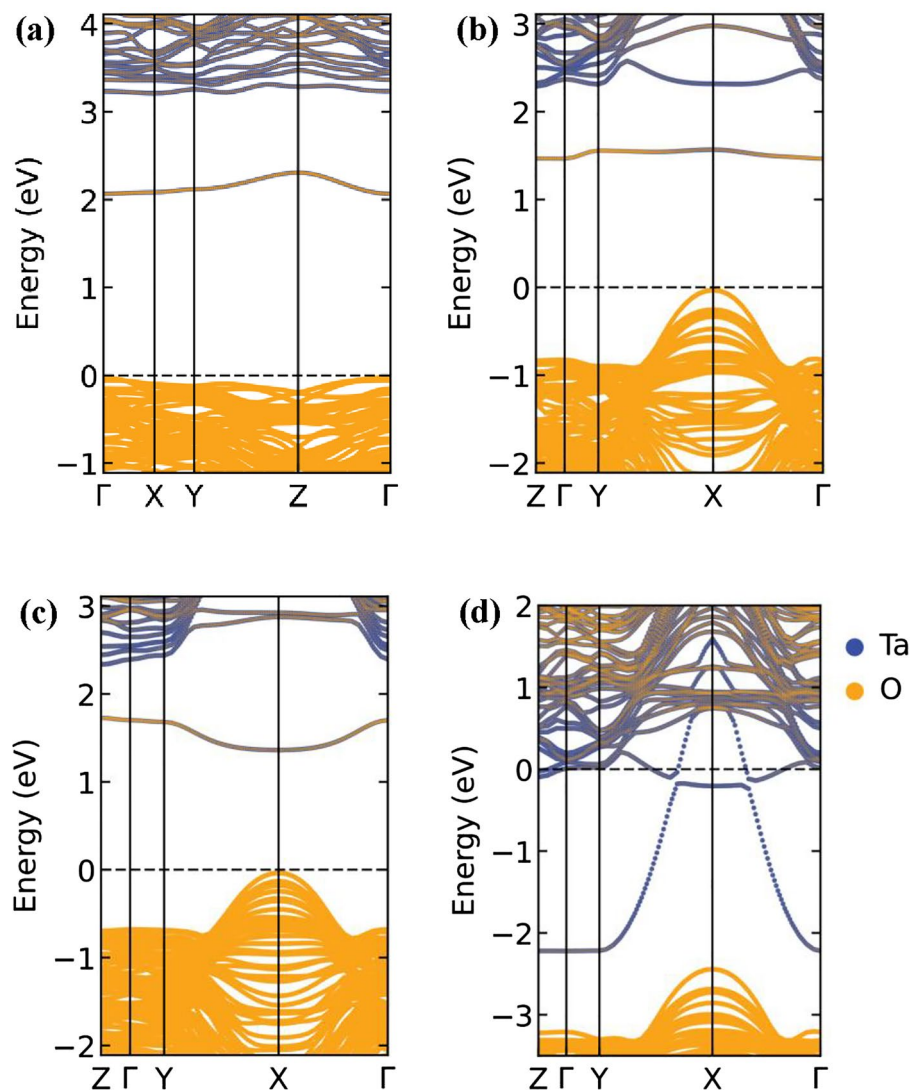 (a)
Energy (eV)
4
3
2
1
0
−1
Γ X Y Z Γ
(b)
Energy (eV)
3
2
1
0
−1
−2
Z Γ Y X Γ
(c)
Energy (eV)
3
2
1
0
−1
−2
Z Γ Y X Γ
(d)
Energy (eV)
2
1
0
−1
−2
−3
Z Γ Y X Γ
Ta
O